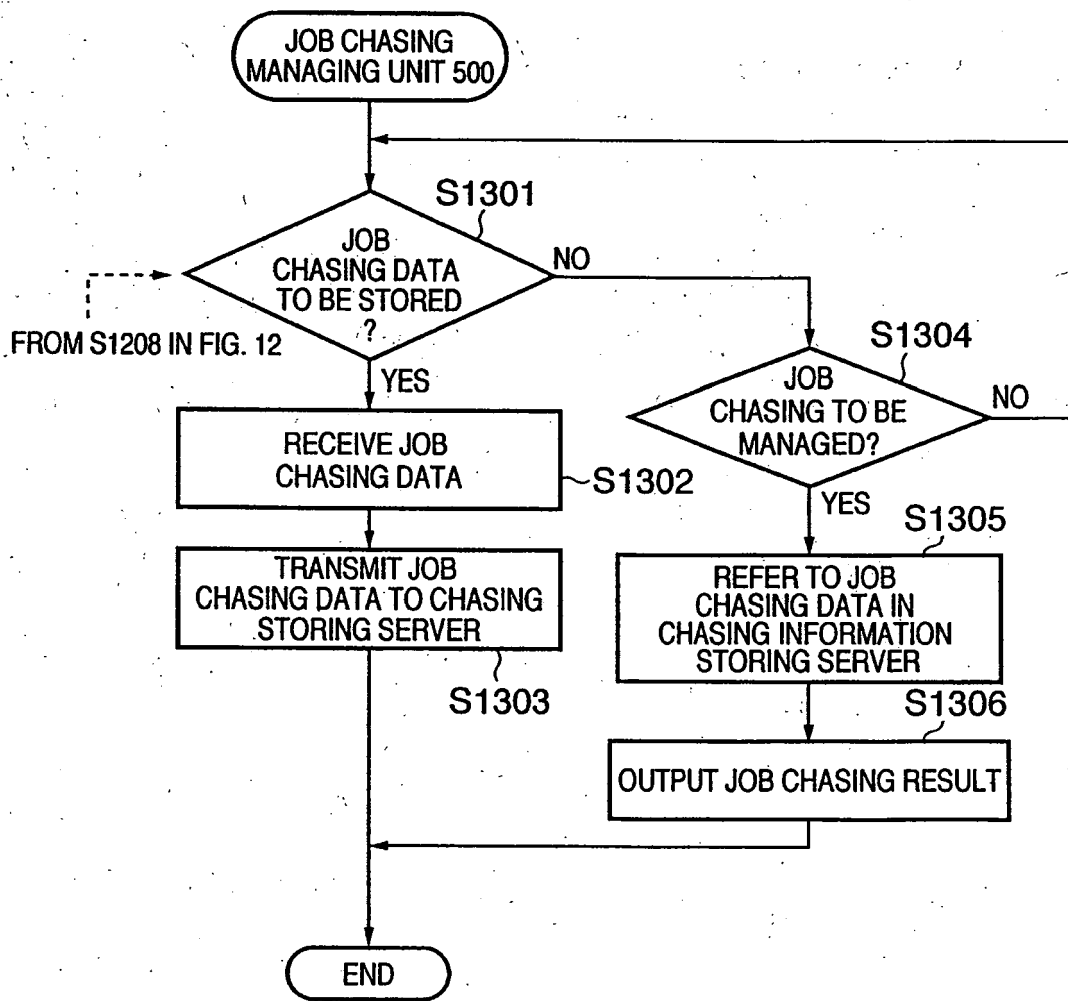 JOB CHASING
MANAGING UNIT 500
S1301
JOB
CHASING DATA
TO BE STORED
?
NO
FROM S1208 IN FIG. 12
YES
S1304
JOB
CHASING TO BE
MANAGED?
NO
YES
RECEIVE JOB
CHASING DATA
S1302
TRANSMIT JOB
CHASING DATA TO CHASING
STORING SERVER
S1303
S1305
REFER TO JOB
CHASING DATA IN
CHASING INFORMATION
STORING SERVER
S1306
OUTPUT JOB CHASING RESULT
END